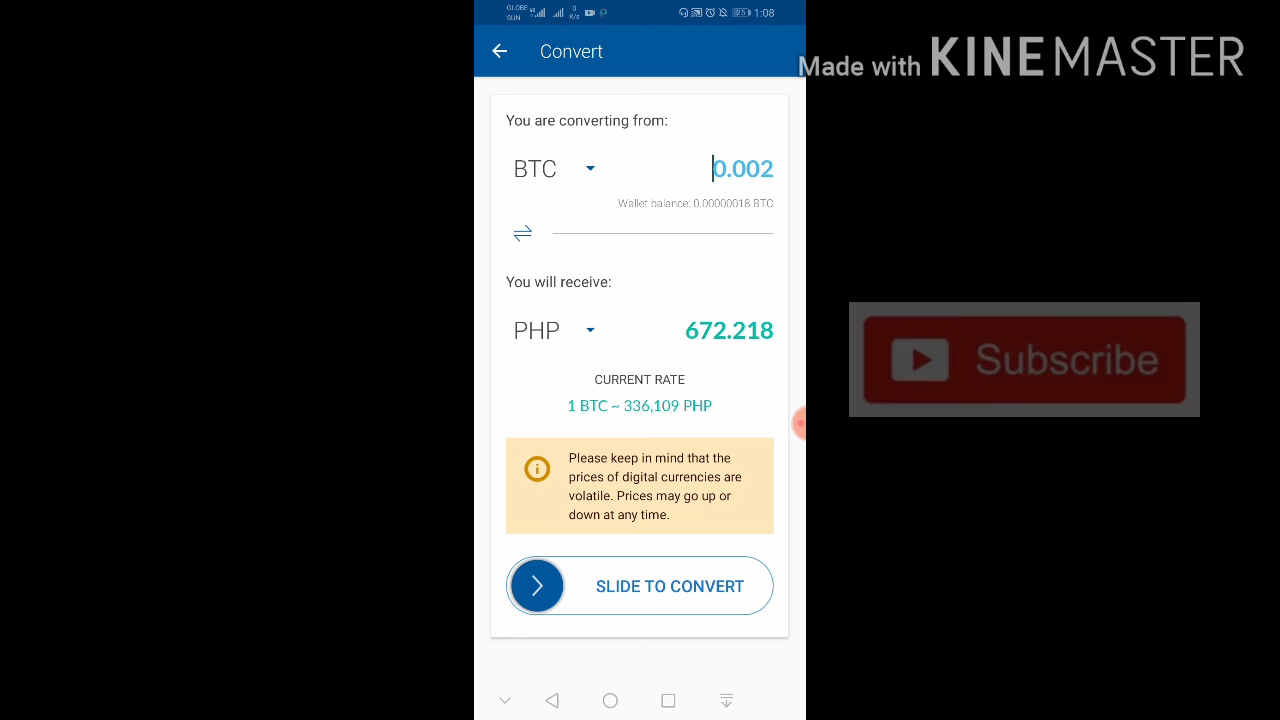 GLOBE
SUN
0
K/s
1:08
Convert
Made with KINEMASTER
You are converting from:
BTC
0.002
Wallet balance: 0.00000018 BTC
You will receive:
PHP
672.218
CURRENT RATE
1 BTC ~ 336,109 PHP
Subscribe
Please keep in mind that the
prices of digital currencies are
volatile. Prices may go up or
down at any time.
SLIDE TO CONVERT